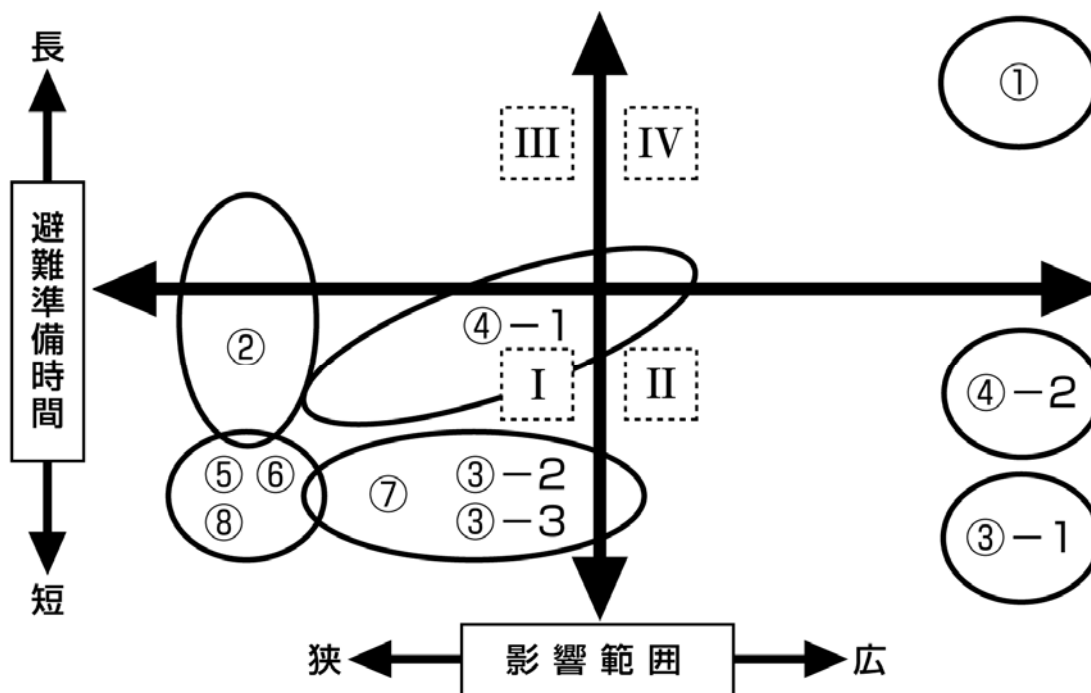 長
避難準備時間
短
III
IV
①
②
④－1
I
II
④－2
⑤ ⑥
⑧
⑦
③－2
③－3
③－1
狭
影響範囲
広